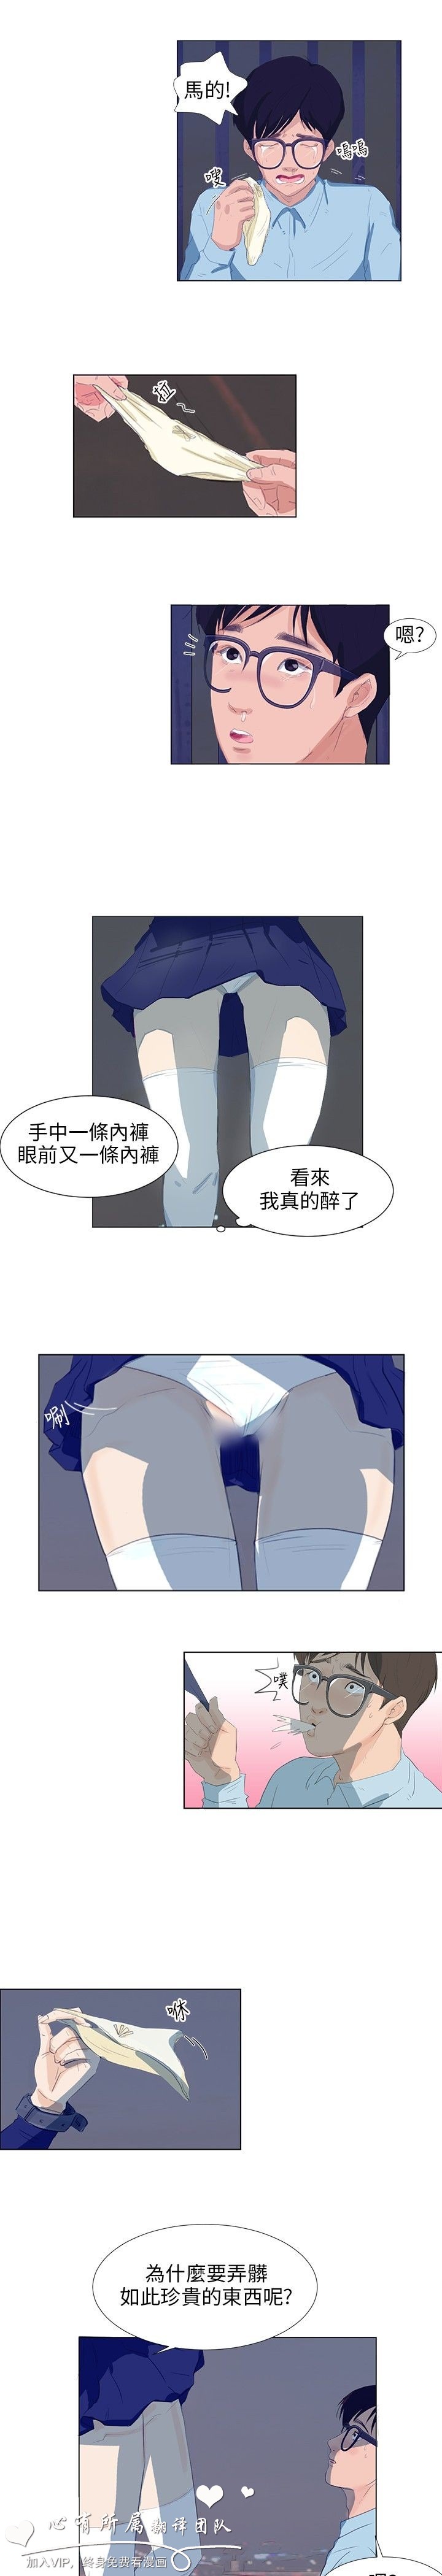 馬的!
嗚嗚
嗖
拉
嗯?
手中一條內褲
眼前又一條內褲
看來
我真的醉了
唰
噗
咻
為什麼要弄髒
如此珍貴的東西呢?
心有所屬翻译团队
加入VIP，终身免费看漫画